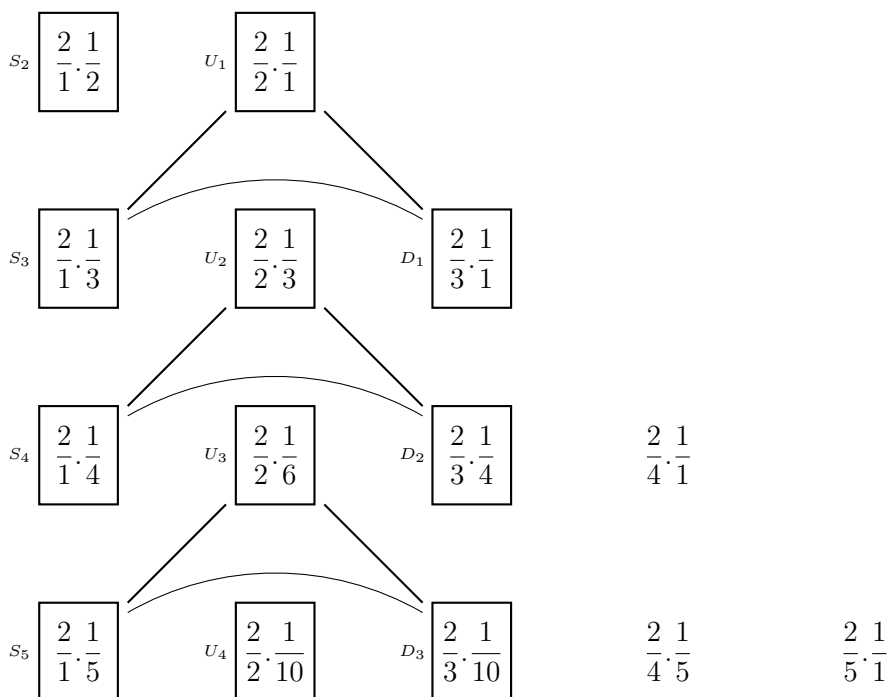 S₂ 2/1 . 1/2 U₁ 2/2 . 1/1
S₃ 2/1 . 1/3 U₂ 2/2 . 1/3 D₁ 2/3 . 1/1
S₄ 2/1 . 1/4 U₃ 2/2 . 1/6 D₂ 2/3 . 1/4 2/4 . 1/1
S₅ 2/1 . 1/5 U₄ 2/2 . 1/10 D₃ 2/3 . 1/10 2/4 . 1/5 2/5 . 1/1